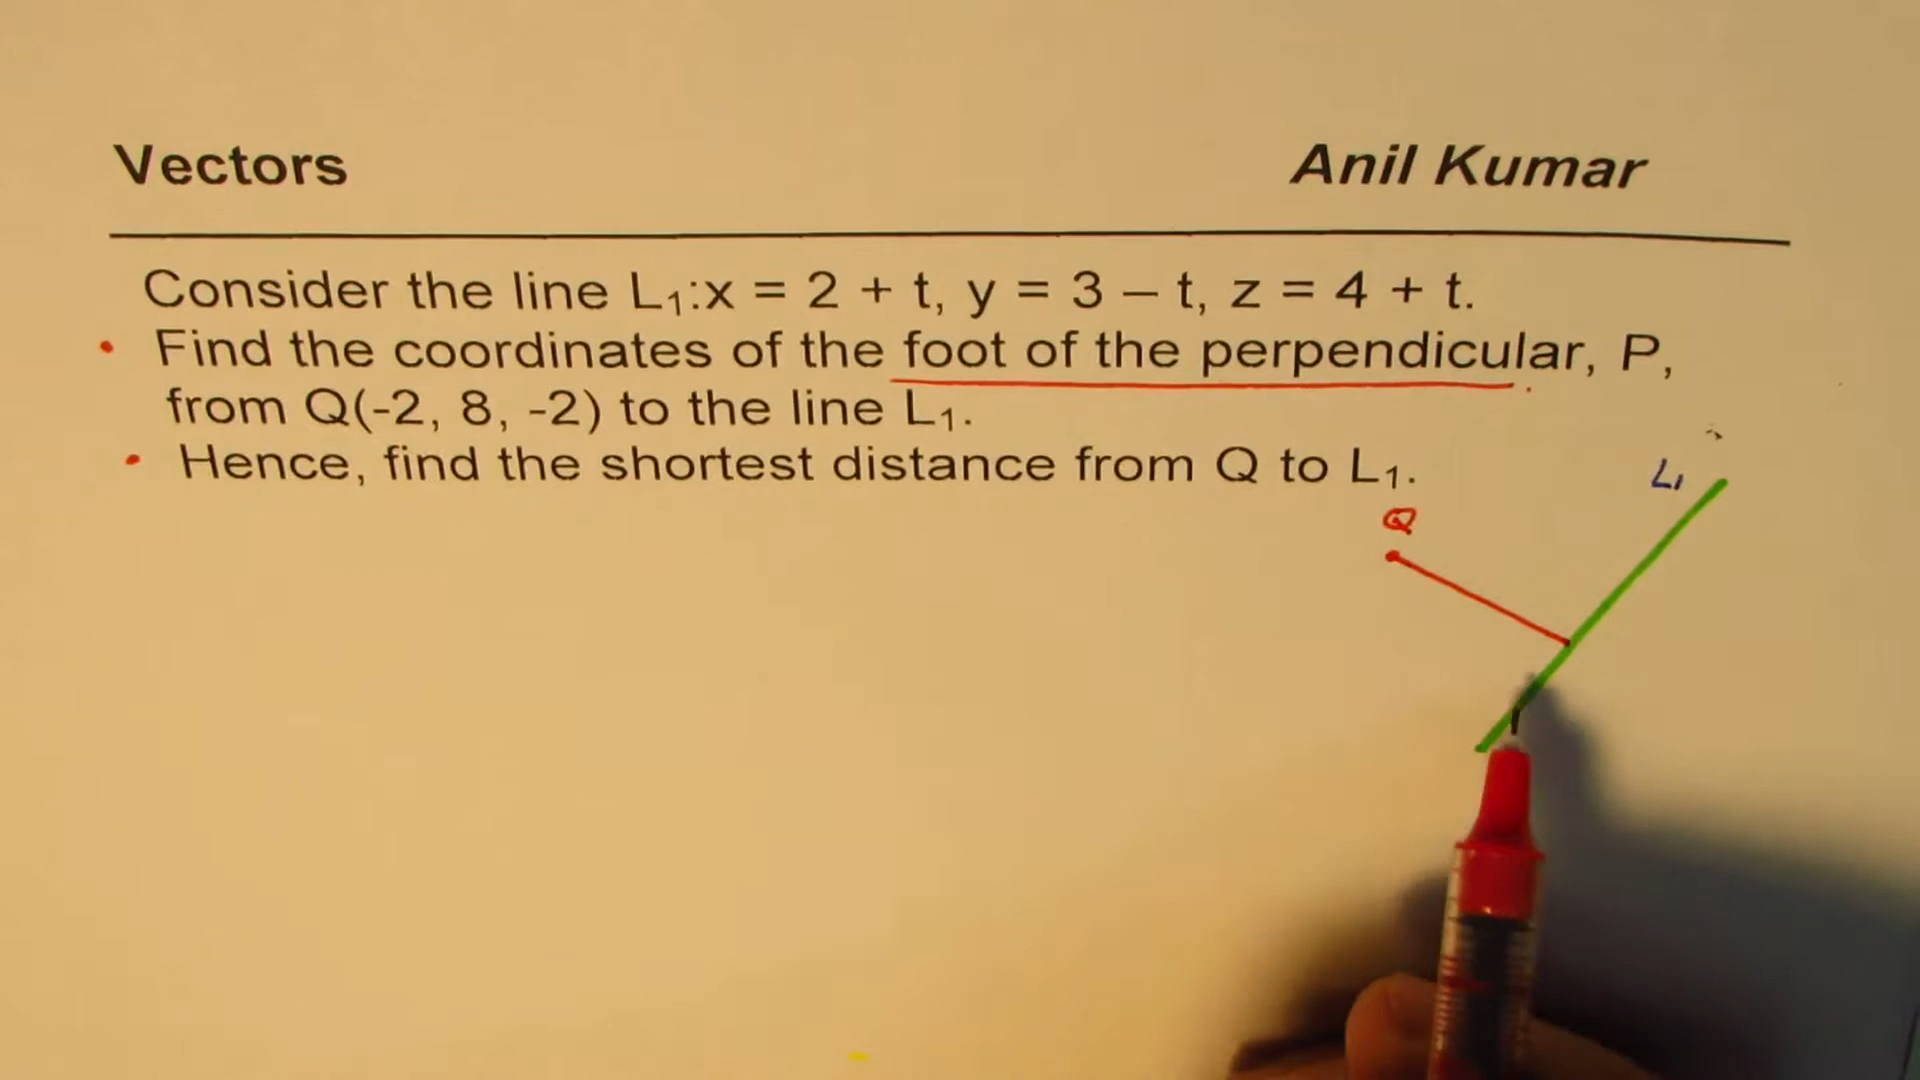 Vectors
Anil Kumar
Consider the line L₁:x = 2 + t, y = 3 – t, z = 4 + t.
• Find the coordinates of the foot of the perpendicular, P,
from Q(-2, 8, -2) to the line L₁.
• Hence, find the shortest distance from Q to L₁.
L₁
Q